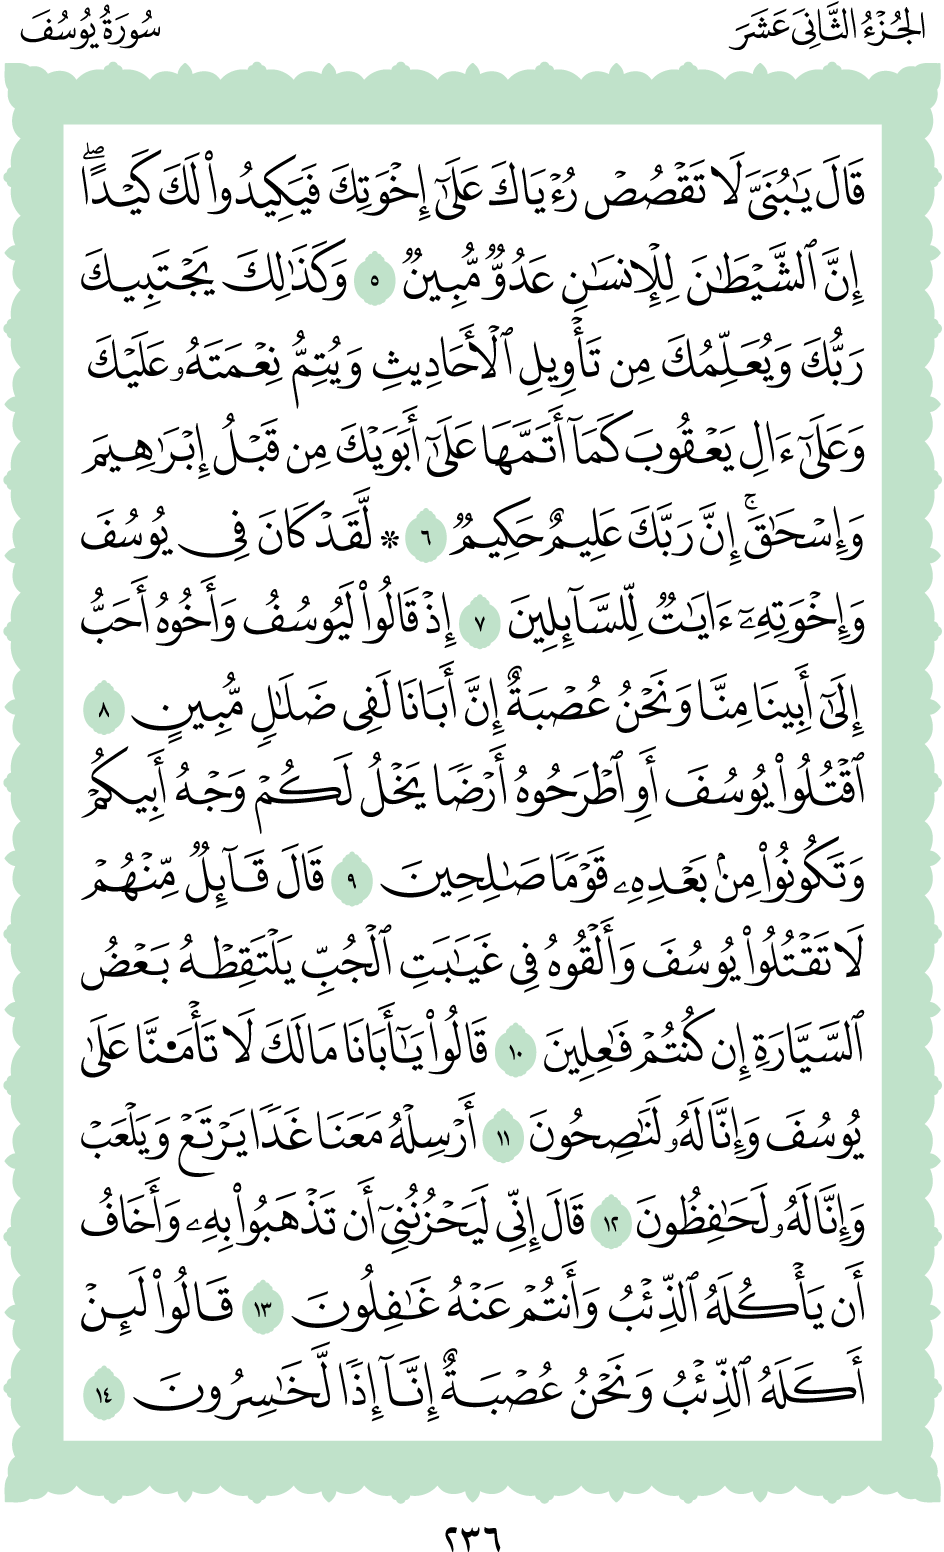 الجُزْءُ الثَّانِيَ عَشَرَ
سُورَةُ يُوسُفَ
قَالَ يَٰبُنَيَّ لَا تَقۡصُصۡ رُءۡيَاكَ عَلَىٰٓ إِخۡوَتِكَ فَيَكِيدُواْ لَكَ كَيۡدًاۖ
إِنَّ ٱلشَّيۡطَٰنَ لِلۡإِنسَٰنِ عَدُوّٞ مُّبِينٞ ٥ وَكَذَٰلِكَ يَجۡتَبِيكَ
رَبُّكَ وَيُعَلِّمُكَ مِن تَأۡوِيلِ ٱلۡأَحَادِيثِ وَيُتِمُّ نِعۡمَتَهُۥ عَلَيۡكَ
وَعَلَىٰٓ ءَالِ يَعۡقُوبَ كَمَآ أَتَمَّهَا عَلَىٰٓ أَبَوَيۡكَ مِن قَبۡلُ إِبۡرَٰهِيمَ
وَإِسۡحَٰقَۚ إِنَّ رَبَّكَ عَلِيمٌ حَكِيمٞ ٦ * لَّقَدۡ كَانَ فِي يُوسُفَ
وَإِخۡوَتِهِۦٓ ءَايَٰتٞ لِّلسَّآئِلِينَ ٧ إِذۡ قَالُواْ لَيُوسُفُ وَأَخُوهُ أَحَبُّ
إِلَىٰٓ أَبِينَا مِنَّا وَنَحۡنُ عُصۡبَةٌ إِنَّ أَبَانَا لَفِي ضَلَٰلٖ مُّبِينٍ ٨
ٱقۡتُلُواْ يُوسُفَ أَوِ ٱطۡرَحُوهُ أَرۡضٗا يَخۡلُ لَكُمۡ وَجۡهُ أَبِيكُمۡ
وَتَكُونُواْ مِنۢ بَعۡدِهِۦ قَوۡمٗا صَٰلِحِينَ ٩ قَالَ قَآئِلٞ مِّنۡهُمۡ
لَا تَقۡتُلُواْ يُوسُفَ وَأَلۡقُوهُ فِي غَيَٰبَتِ ٱلۡجُبِّ يَلۡتَقِطۡهُ بَعۡضُ
ٱلسَّيَّارَةِ إِن كُنتُمۡ فَٰعِلِينَ ١٠ قَالُواْ يَٰٓأَبَانَا مَالَكَ لَا تَأۡمَ۬نَّا عَلَىٰ
يُوسُفَ وَإِنَّا لَهُۥ لَنَٰصِحُونَ ١١ أَرۡسِلۡهُ مَعَنَا غَدٗا يَرۡتَعۡ وَيَلۡعَبۡ
وَإِنَّا لَهُۥ لَحَٰفِظُونَ ١٢ قَالَ إِنِّي لَيَحۡزُنُنِيٓ أَن تَذۡهَبُواْ بِهِۦ وَأَخَافُ
أَن يَأۡكُلَهُ ٱلذِّئۡبُ وَأَنتُمۡ عَنۡهُ غَٰفِلُونَ ١٣ قَالُواْ لَئِنۡ
أَكَلَهُ ٱلذِّئۡبُ وَنَحۡنُ عُصۡبَةٌ إِنَّآ إِذٗا لَّخَٰسِرُونَ ١٤
٢٣٦